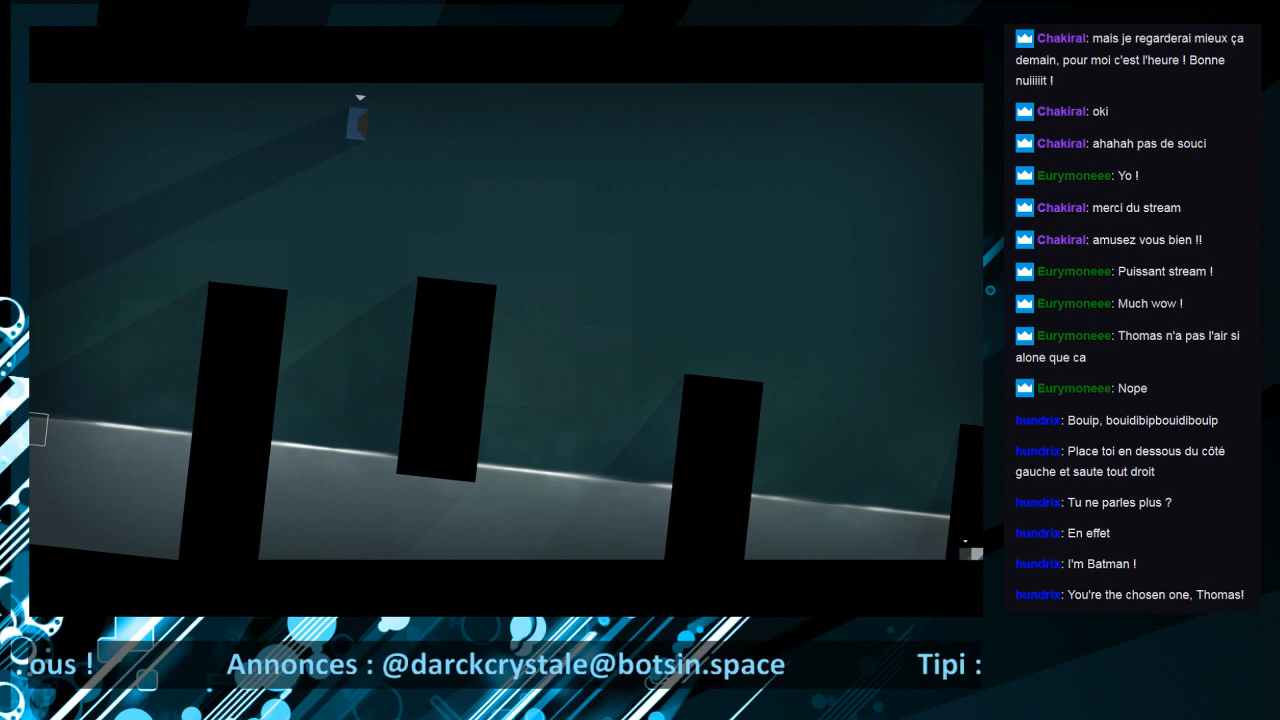 Chakiral: mais je regarderai mieux ça
demain, pour moi c'est l'heure ! Bonne
nuiiiiit !
Chakiral: oki
Chakiral: ahahah pas de souci
Eurymoneee: Yo !
Chakiral: merci du stream
Chakiral: amusez vous bien !!
Eurymoneee: Puissant stream !
Eurymoneee: Much wow !
Eurymoneee: Thomas n'a pas l'air si
alone que ca
Eurymoneee: Nope
hundrix: Bouip, bouidibipbouidibouip
hundrix: Place toi en dessous du côté
gauche et saute tout droit
hundrix: Tu ne parles plus ?
hundrix: En effet
hundrix: I'm Batman !
hundrix: You're the chosen one, Thomas!
ous ! Annonces : @darckcrystale@botsin.space Tipi :